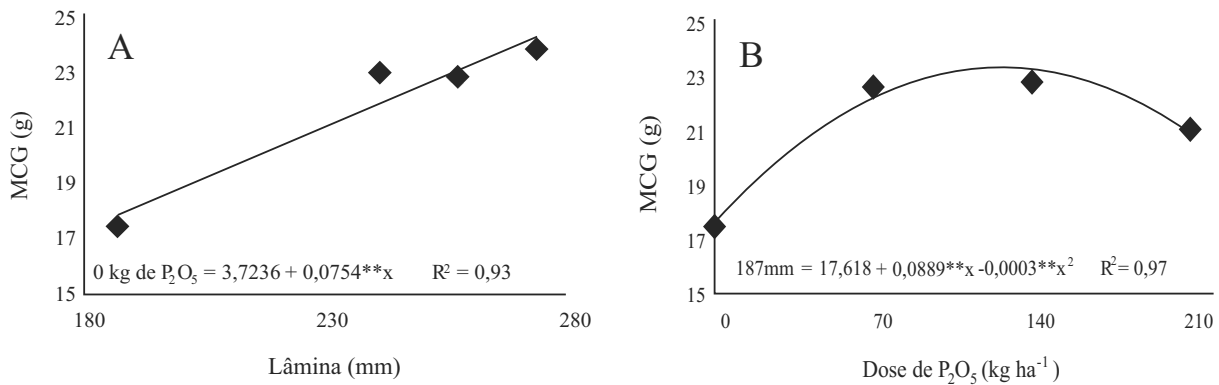 A
25
23
21
19
17
15
MCG (g)
0 kg de P₂O₅ = 3,7236 + 0,0754**x R² = 0,93
180 230 280
Lâmina (mm)
B
25
23
21
19
17
15
MCG (g)
187mm = 17,618 + 0,0889**x -0,0003**x² R² = 0,97
0 70 140 210
Dose de P₂O₅ (kg ha⁻¹)